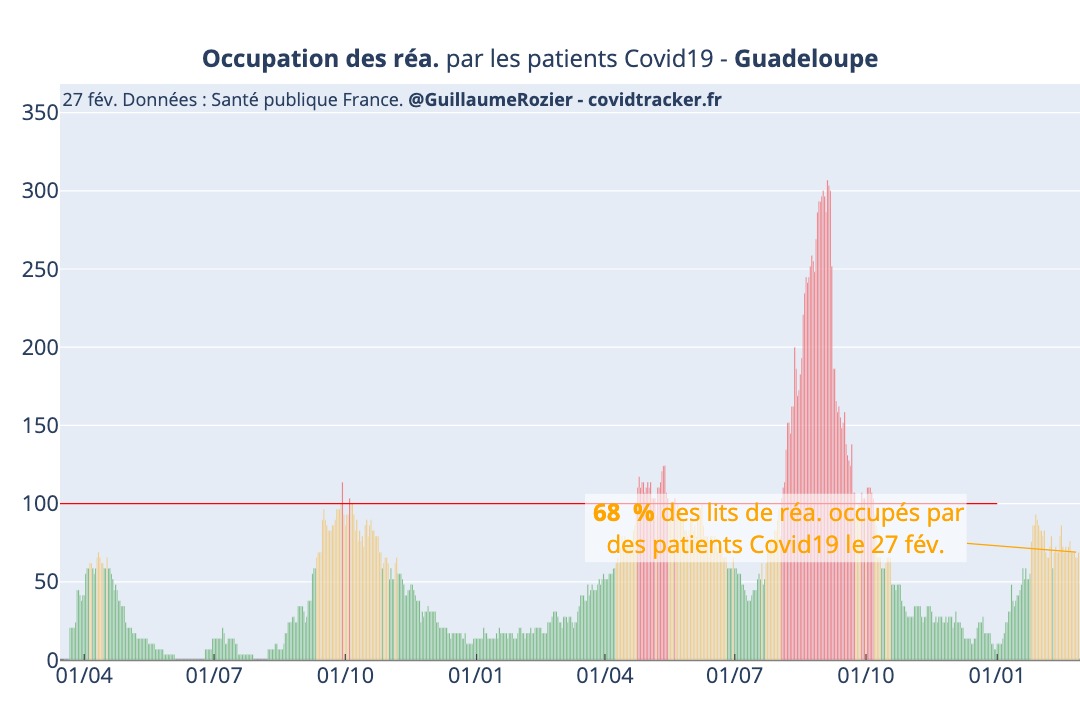 Occupation des réa. par les patients Covid19 - Guadeloupe
27 fév. Données : Santé publique France. @GuillaumeRozier - covidtracker.fr
350
300
250
200
150
100
50
0
68 % des lits de réa. occupés par
des patients Covid19 le 27 fév.
01/04 01/07 01/10 01/01 01/04 01/07 01/10 01/01